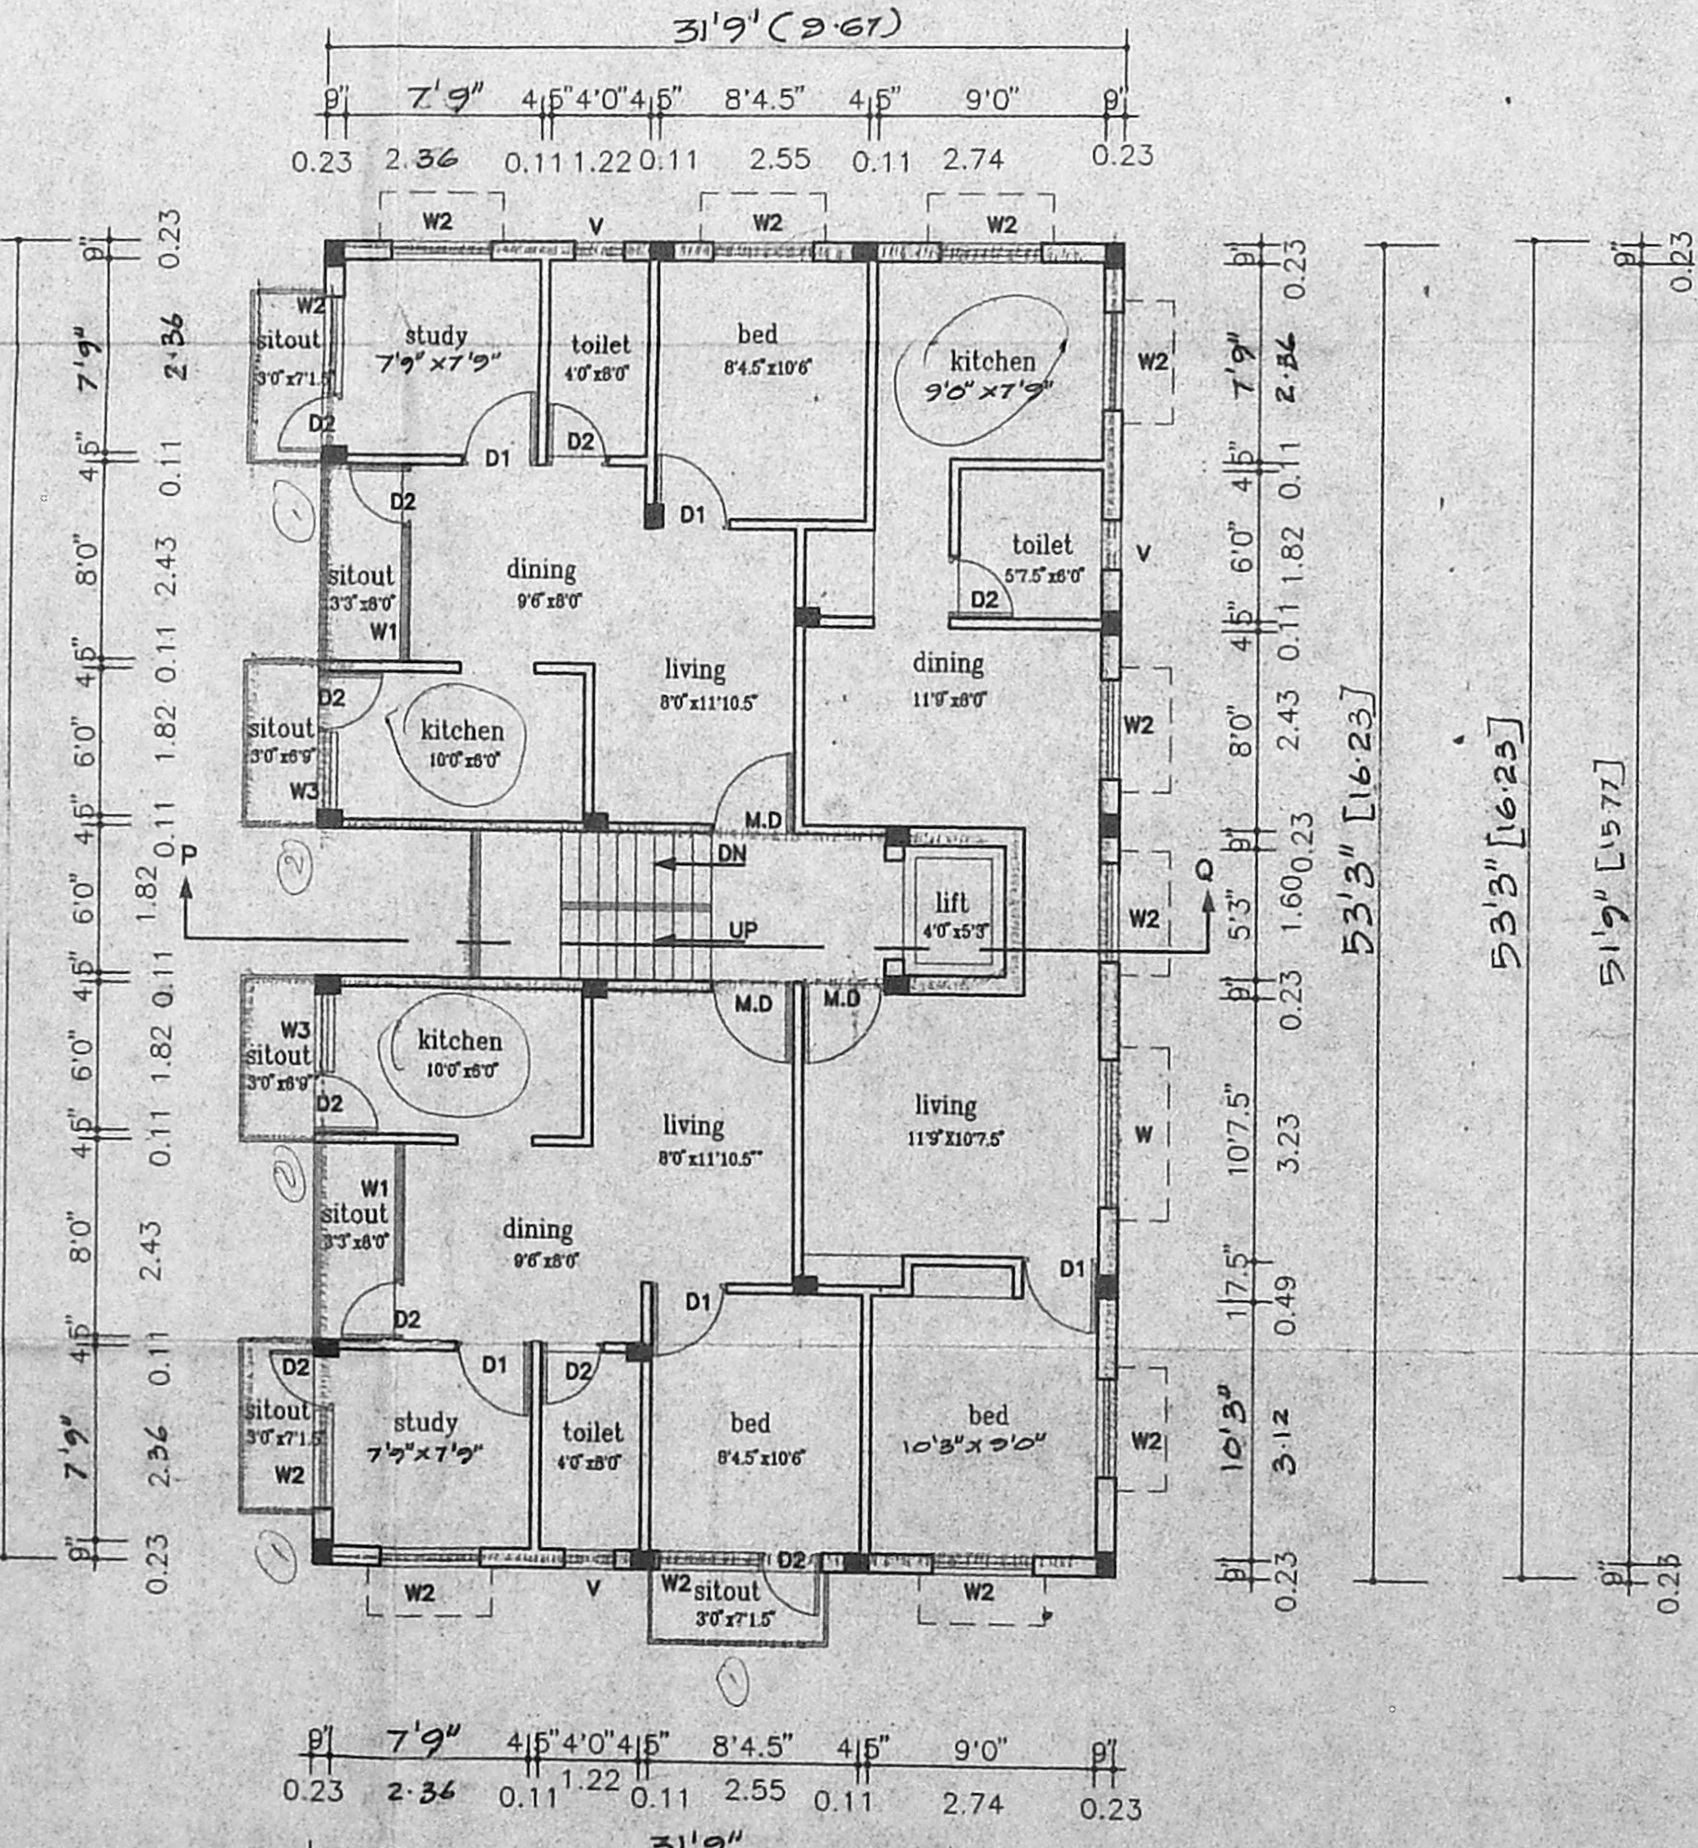 31'9' (9.67)
9" 7'9" 4.5" 4'0" 4.5" 8'4.5" 4.5" 9'0" 9"
0.23 2.36 0.11 1.22 0.11 2.55 0.11 2.74 0.23
W2 V W2 W2
9" 0.23
7'9" 2.36
4.5" 0.11
8'0" 2.43
4.5" 0.11
6'0" 1.82
4.5" 0.11
6'0" 1.82
4.5" 0.11
6'0" 1.82
4.5" 0.11
8'0" 2.43
4.5" 0.11
7'9" 2.36
9" 0.23
W2
sitout
3'0"x7'1.5"
D2
study
7'9" x 7'9"
D1
toilet
4'0"x8'0"
D2
bed
8'4.5"x10'6"
D1
kitchen
9'0" x 7'9"
W2
1
D2
sitout
3'3"x8'0"
W1
dining
9'6"x8'0"
toilet
5'7.5"x6'0"
D2
V
living
8'0"x11'10.5"
dining
11'9"x8'0"
W2
D2
sitout
3'0"x6'9"
W3
kitchen
10'0"x6'0"
M.D
2
P
DN
UP
lift
4'0"x5'3"
W2
Q
M.D
M.D
W3
sitout
3'0"x6'9"
D2
kitchen
10'0"x6'0"
living
8'0"x11'10.5"
living
11'9"X10'7.5"
W
2
W1
sitout
3'3"x8'0"
D2
dining
9'6"x8'0"
D1
D1
D2
sitout
3'0"x7'1.5"
W2
study
7'9" x 7'9"
D1
toilet
4'0"x8'0"
D2
bed
8'4.5"x10'6"
bed
10'3" x 9'0"
W2
1
W2 V W2 D2 W2
sitout
3'0"x7'1.5"
1
9" 0.23
7'9" 2.36
4.5" 0.11
6'0" 1.82
4.5" 0.11
8'0" 2.43
9" 0.23
5'3" 1.60
9" 0.23
10'7.5" 3.23
1'7.5" 0.49
10'3" 3.12
9" 0.23
53'3" [16.23]
53'3" [16.23]
9" 0.23
51'9" [15.77]
9" 0.23
9" 7'9" 4.5" 4'0" 4.5" 8'4.5" 4.5" 9'0" 9"
0.23 2.36 0.11 1.22 0.11 2.55 0.11 2.74 0.23
31'9"